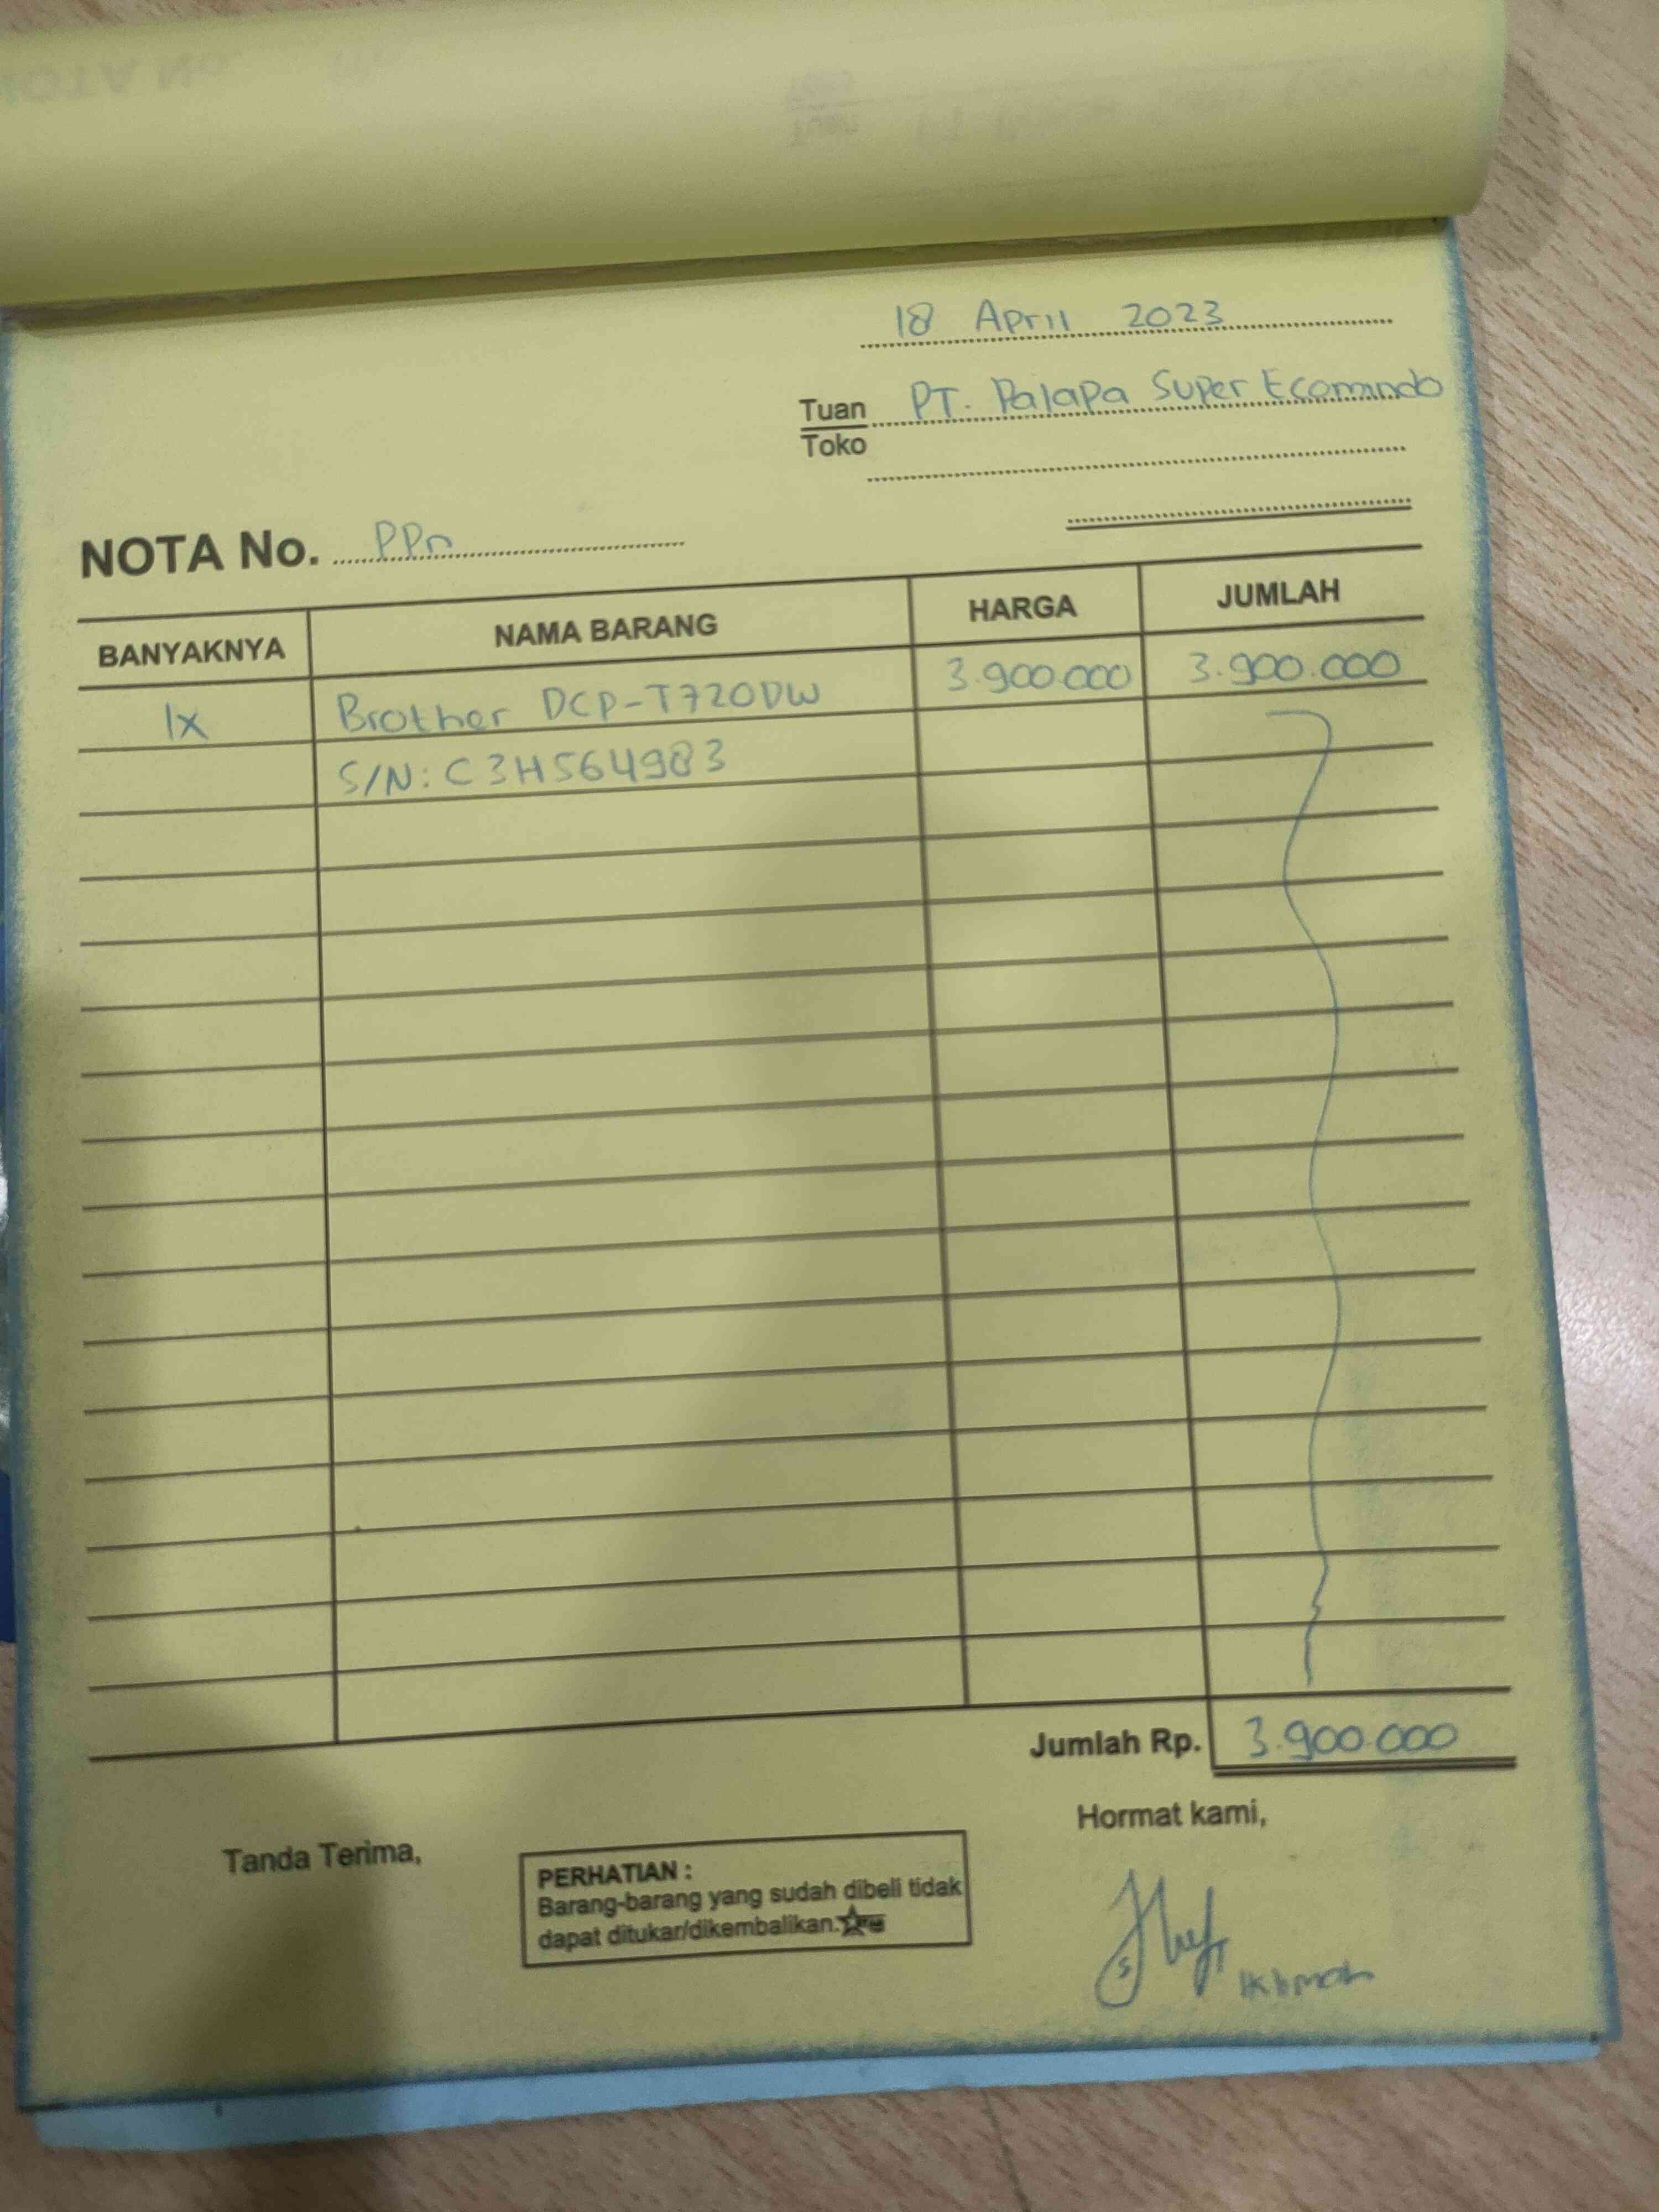 18 April 2023
Tuan PT. Palapa Super Ecomindo
Toko
NOTA No. PPn
BANYAKNYA NAMA BARANG HARGA JUMLAH
1x Brother DCP-T720DW 3.900.000 3.900.000
S/N: C3H564983
Jumlah Rp. 3.900.000
Tanda Terima,
Hormat kami,
PERHATIAN :
Barang-barang yang sudah dibeli tidak
dapat ditukar/dikembalikan.